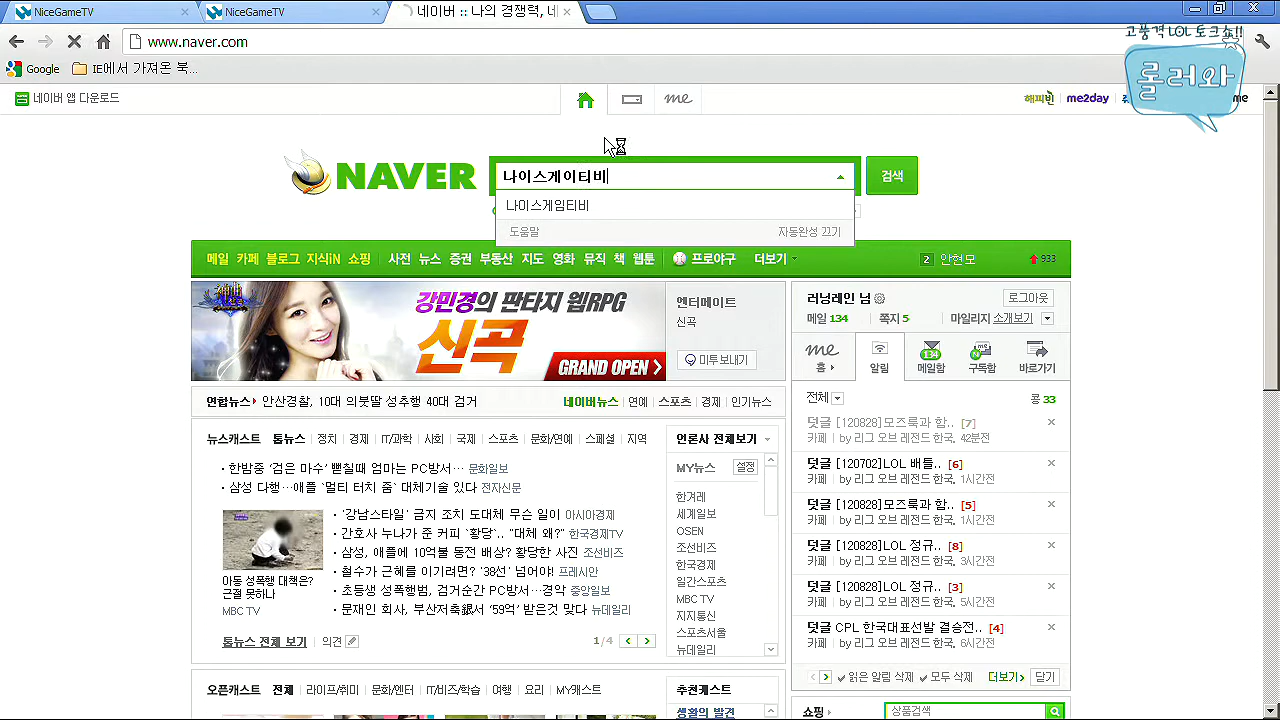 NiceGameTV
NiceGameTV
네이버 :: 나의 경쟁력, 네
www.naver.com
Google
IE에서 가져온 북...
고품격 LOL 토크쇼!!
롤러와
네이버 앱 다운로드
me
해피빈
me2day
me
NAVER
나이스게이티비
검색
나이스게임티비
도움말
자동완성 끄기
메일 카페 블로그 지식iN 쇼핑 사전 뉴스 증권 부동산 지도 영화 뮤직 책 웹툰 프로야구 더보기
2 안현모 933
강민경의 판타지 웹RPG
신곡
GRAND OPEN
엔터메이트
신곡
미투보내기
러닝레인 님
로그아웃
메일 134 쪽지 5 마일리지 소개보기
me
홈
알림
134
메일함
N
구독함
바로가기
연합뉴스 안산경찰, 10대 의붓딸 성추행 40대 검거
네이버뉴스 연예 스포츠 경제 인기뉴스
전체
콩 33
뉴스캐스트 톱뉴스 정치 경제 IT/과학 사회 국제 스포츠 문화/연예 스페셜 지역
· 한밤중 '검은 마수' 뻗칠때 엄마는 PC방서… 문화일보
· 삼성 다행…애플 `멀티 터치 줌` 대체기술 있다 전자신문
· '강남스타일' 금지 조치 도대체 무슨 일이 아시아경제
· 간호사 누나가 준 커피 `황당`.. "대체 왜?" 한국경제TV
· 삼성, 애플에 10억불 동전 배상? 황당한 사진 조선비즈
· 철수가 근혜를 이기려면? '38선' 넘어야! 프레시안
· 초등생 성폭행범, 검거순간 PC방서…경악 중앙일보
· 문재인 회사, 부산저축銀서 '59억' 받은것 맞다 뉴데일리
아동 성폭행 대책은?
근절 못하나
MBC TV
톱뉴스 전체 보기 의견
1/4
언론사 전체보기
MY뉴스 설정
한겨레
세계일보
OSEN
조선비즈
한국경제
일간스포츠
MBC TV
지지통신
스포츠서울
뉴데일리
덧글 [120828]모즈룩과 함.. [7]
카페 by 리그 오브 레전드 한국, 42분전
덧글 [120702]LOL 배틀.. [6]
카페 by 리그 오브 레전드 한국, 1시간전
덧글 [120828]모즈룩과 함.. [5]
카페 by 리그 오브 레전드 한국, 1시간전
덧글 [120828]LOL 정규.. [8]
카페 by 리그 오브 레전드 한국, 3시간전
덧글 [120828]LOL 정규.. [3]
카페 by 리그 오브 레전드 한국, 5시간전
덧글 CPL 한국대표선발 결승전.. [4]
카페 by 리그 오브 레전드 한국, 6시간전
읽은 알림 삭제 모두 삭제 더보기 닫기
오픈캐스트 전체 라이프/취미 문화/엔터 IT/비즈/학습 여행 요리 MY캐스트
추천캐스트
생활의 발견
쇼핑
상품검색